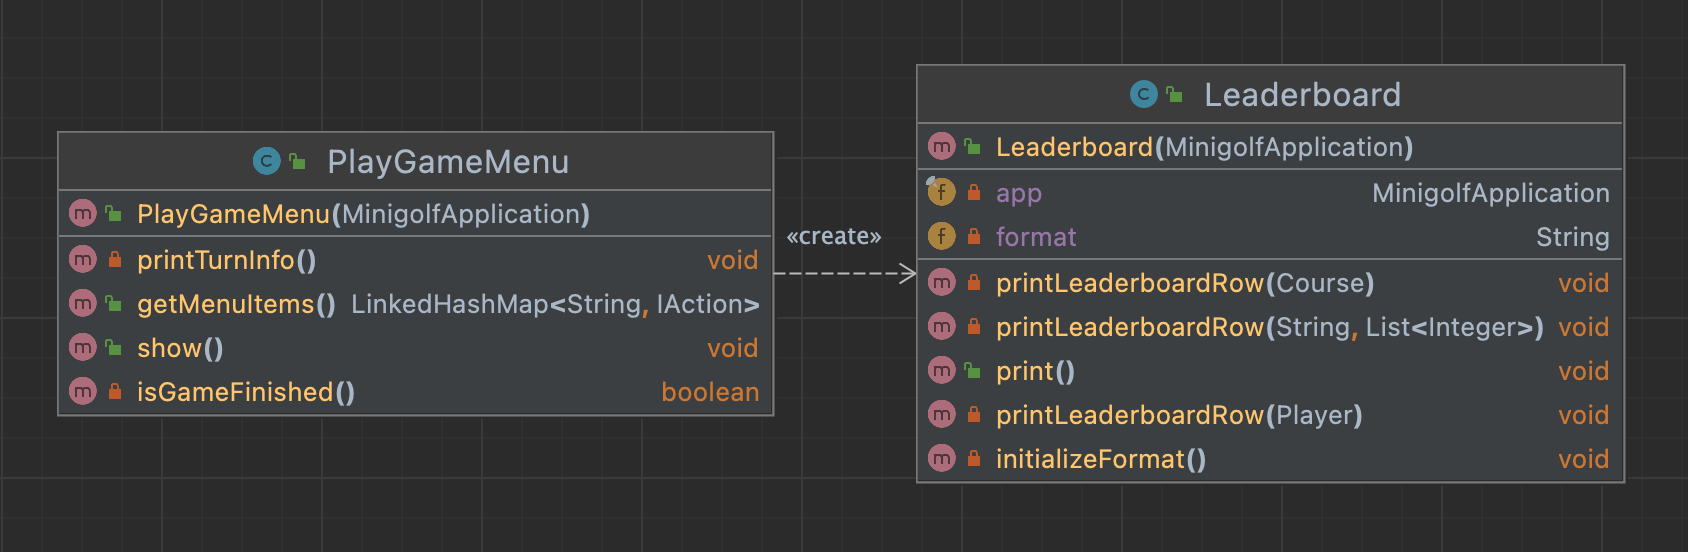 PlayGameMenu
PlayGameMenu(MinigolfApplication)
printTurnInfo() void
getMenuItems() LinkedHashMap<String, IAction>
show() void
isGameFinished() boolean
«create»
Leaderboard
Leaderboard(MinigolfApplication)
app MinigolfApplication
format String
printLeaderboardRow(Course) void
printLeaderboardRow(String, List<Integer>) void
print() void
printLeaderboardRow(Player) void
initializeFormat() void